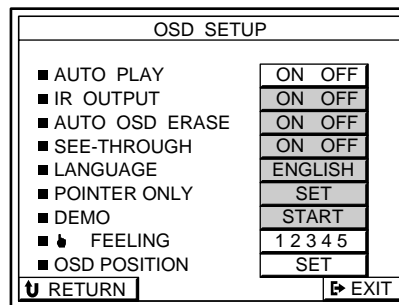 OSD SETUP
AUTO PLAY ON OFF
IR OUTPUT ON OFF
AUTO OSD ERASE ON OFF
SEE-THROUGH ON OFF
LANGUAGE ENGLISH
POINTER ONLY SET
DEMO START
FEELING 1 2 3 4 5
OSD POSITION SET
RETURN EXIT